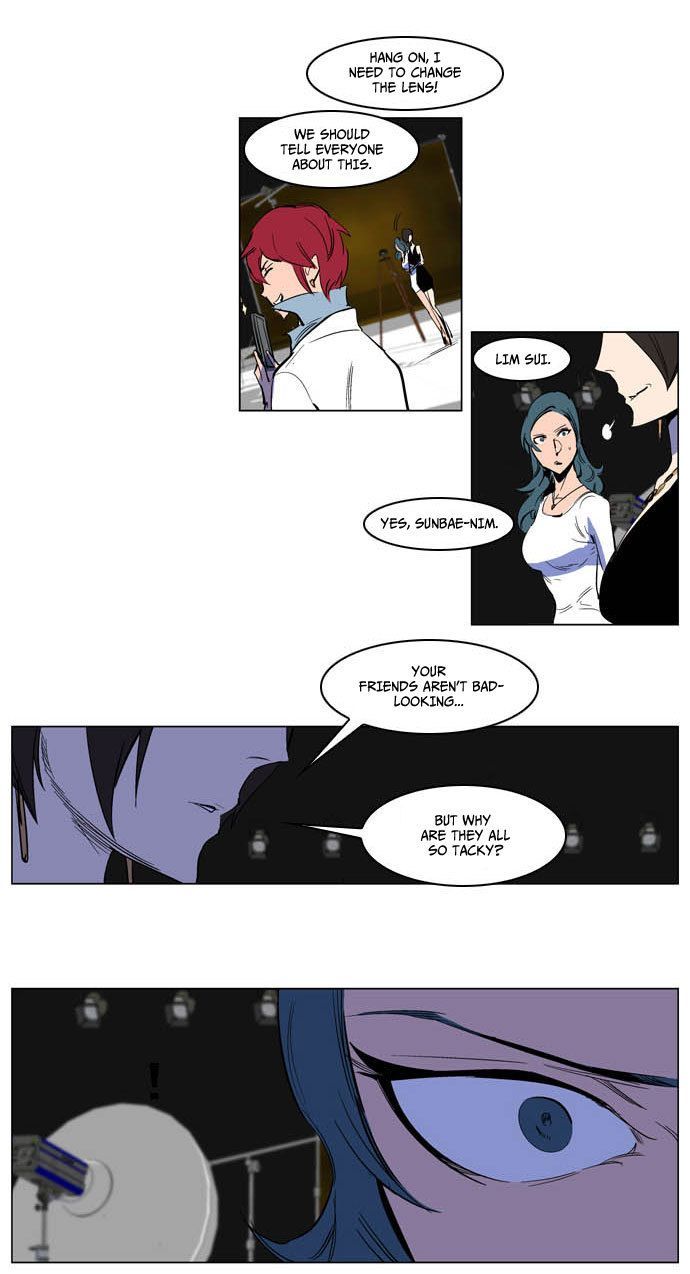 HANG ON, I
NEED TO CHANGE
THE LENS!
WE SHOULD
TELL EVERYONE
ABOUT THIS.
LIM SUI.
YES, SUNBAE-NIM.
YOUR
FRIENDS AREN'T BAD-
LOOKING...
BUT WHY
ARE THEY ALL
SO TACKY?
!